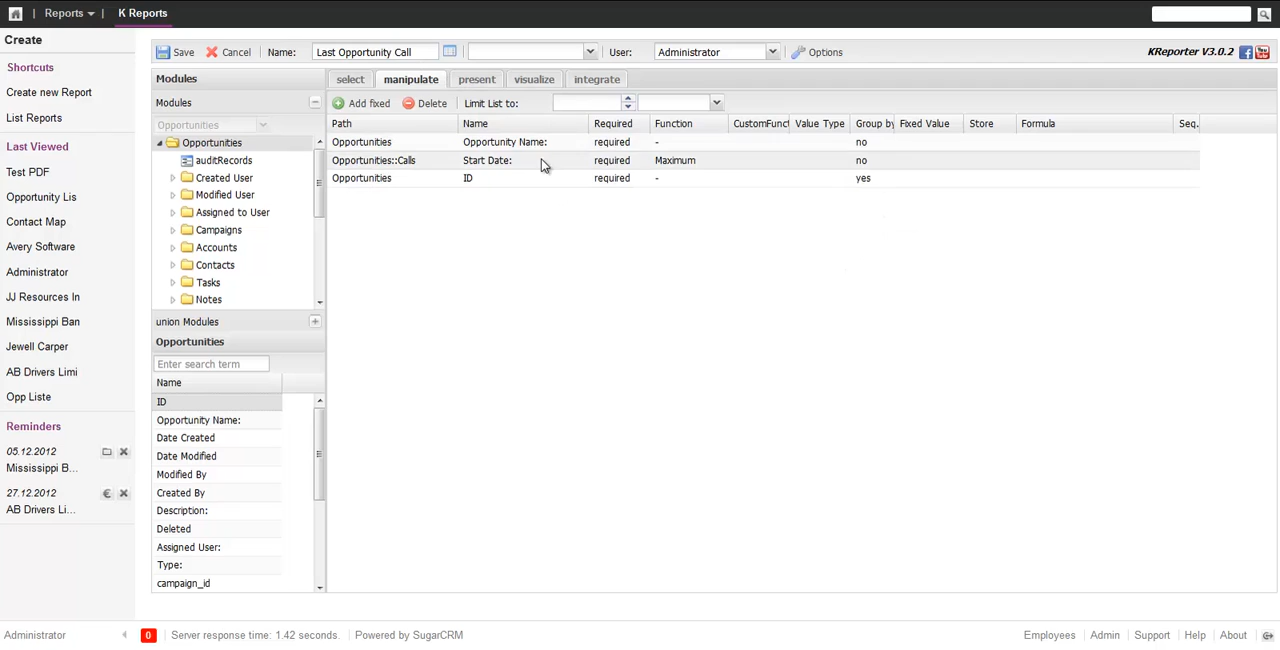 Reports
K Reports
Create
Shortcuts
Create new Report
List Reports
Last Viewed
Test PDF
Opportunity Lis
Contact Map
Avery Software
Administrator
JJ Resources In
Mississippi Ban
Jewell Carper
AB Drivers Limi
Opp Liste
Reminders
05.12.2012
Mississippi B...
27.12.2012
AB Drivers Li...
Save Cancel Name: Last Opportunity Call User: Administrator Options KReporter V3.0.2
Modules
Modules
Opportunities
Opportunities
auditRecords
Created User
Modified User
Assigned to User
Campaigns
Accounts
Contacts
Tasks
Notes
union Modules
Opportunities
Enter search term
Name
ID
Opportunity Name:
Date Created
Date Modified
Modified By
Created By
Description:
Deleted
Assigned User:
Type:
campaign_id
select manipulate present visualize integrate
Add fixed Delete Limit List to:
Path Name Required Function CustomFunct Value Type Group by Fixed Value Store Formula Seq.
Opportunities Opportunity Name: required - no
Opportunities::Calls Start Date: required Maximum no
Opportunities ID required - yes
Administrator 0 Server response time: 1.42 seconds. Powered by SugarCRM Employees Admin Support Help About